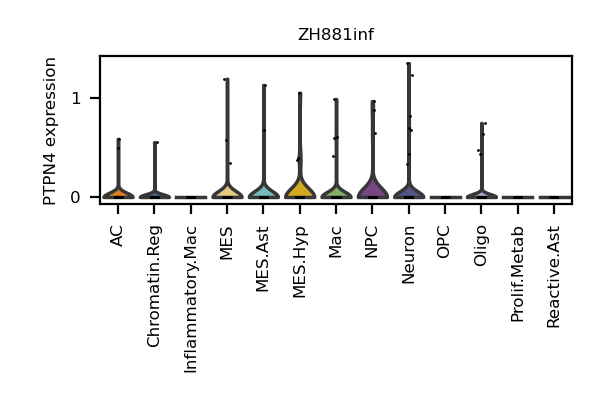 ZH881inf
PTPN4 expression
1
0
AC
Chromatin.Reg
Inflammatory.Mac
MES
MES.Ast
MES.Hyp
Mac
NPC
Neuron
OPC
Oligo
Prolif.Metab
Reactive.Ast